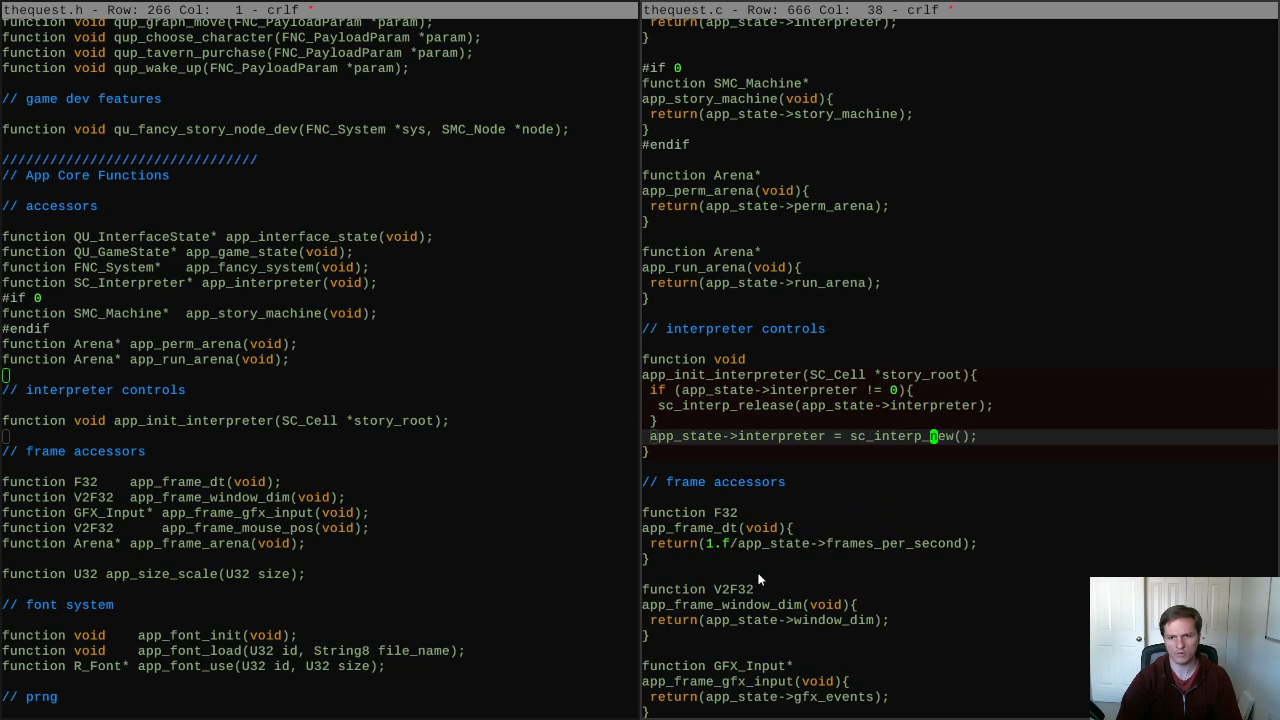 thequest.h - Row: 266 Col:   1 - crlf *
function void qup_graph_move(FNC_PayloadParam *param);
function void qup_choose_character(FNC_PayloadParam *param);
function void qup_tavern_purchase(FNC_PayloadParam *param);
function void qup_wake_up(FNC_PayloadParam *param);
// game dev features
function void qu_fancy_story_node_dev(FNC_System *sys, SMC_Node *node);
////////////////////////////////
// App Core Functions
// accessors
function QU_InterfaceState* app_interface_state(void);
function QU_GameState* app_game_state(void);
function FNC_System*   app_fancy_system(void);
function SC_Interpreter* app_interpreter(void);
#if 0
function SMC_Machine*  app_story_machine(void);
#endif
function Arena* app_perm_arena(void);
function Arena* app_run_arena(void);
// interpreter controls
function void app_init_interpreter(SC_Cell *story_root);
// frame accessors
function F32    app_frame_dt(void);
function V2F32  app_frame_window_dim(void);
function GFX_Input* app_frame_gfx_input(void);
function V2F32      app_frame_mouse_pos(void);
function Arena* app_frame_arena(void);
function U32 app_size_scale(U32 size);
// font system
function void    app_font_init(void);
function void    app_font_load(U32 id, String8 file_name);
function R_Font* app_font_use(U32 id, U32 size);
// prng
thequest.c - Row: 666 Col:  38 - crlf *
return(app_state->interpreter);
}
#if 0
function SMC_Machine*
app_story_machine(void){
return(app_state->story_machine);
}
#endif
function Arena*
app_perm_arena(void){
return(app_state->perm_arena);
}
function Arena*
app_run_arena(void){
return(app_state->run_arena);
}
// interpreter controls
function void
app_init_interpreter(SC_Cell *story_root){
if (app_state->interpreter != 0){
sc_interp_release(app_state->interpreter);
}
app_state->interpreter = sc_interp_new();
}
// frame accessors
function F32
app_frame_dt(void){
return(1.f/app_state->frames_per_second);
}
function V2F32
app_frame_window_dim(void){
return(app_state->window_dim);
}
function GFX_Input*
app_frame_gfx_input(void){
return(app_state->gfx_events);
}